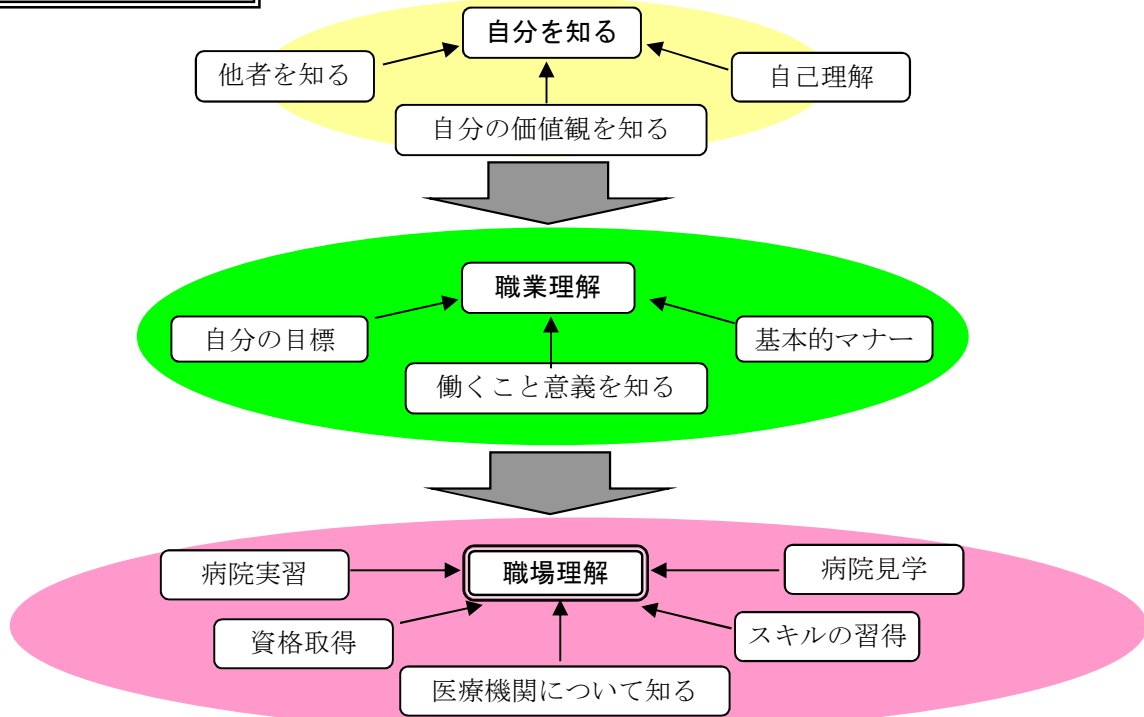 自分を知る
他者を知る
自己理解
自分の価値観を知る
職業理解
自分の目標
基本的マナー
働くこと意義を知る
職場理解
病院実習
病院見学
資格取得
スキルの習得
医療機関について知る